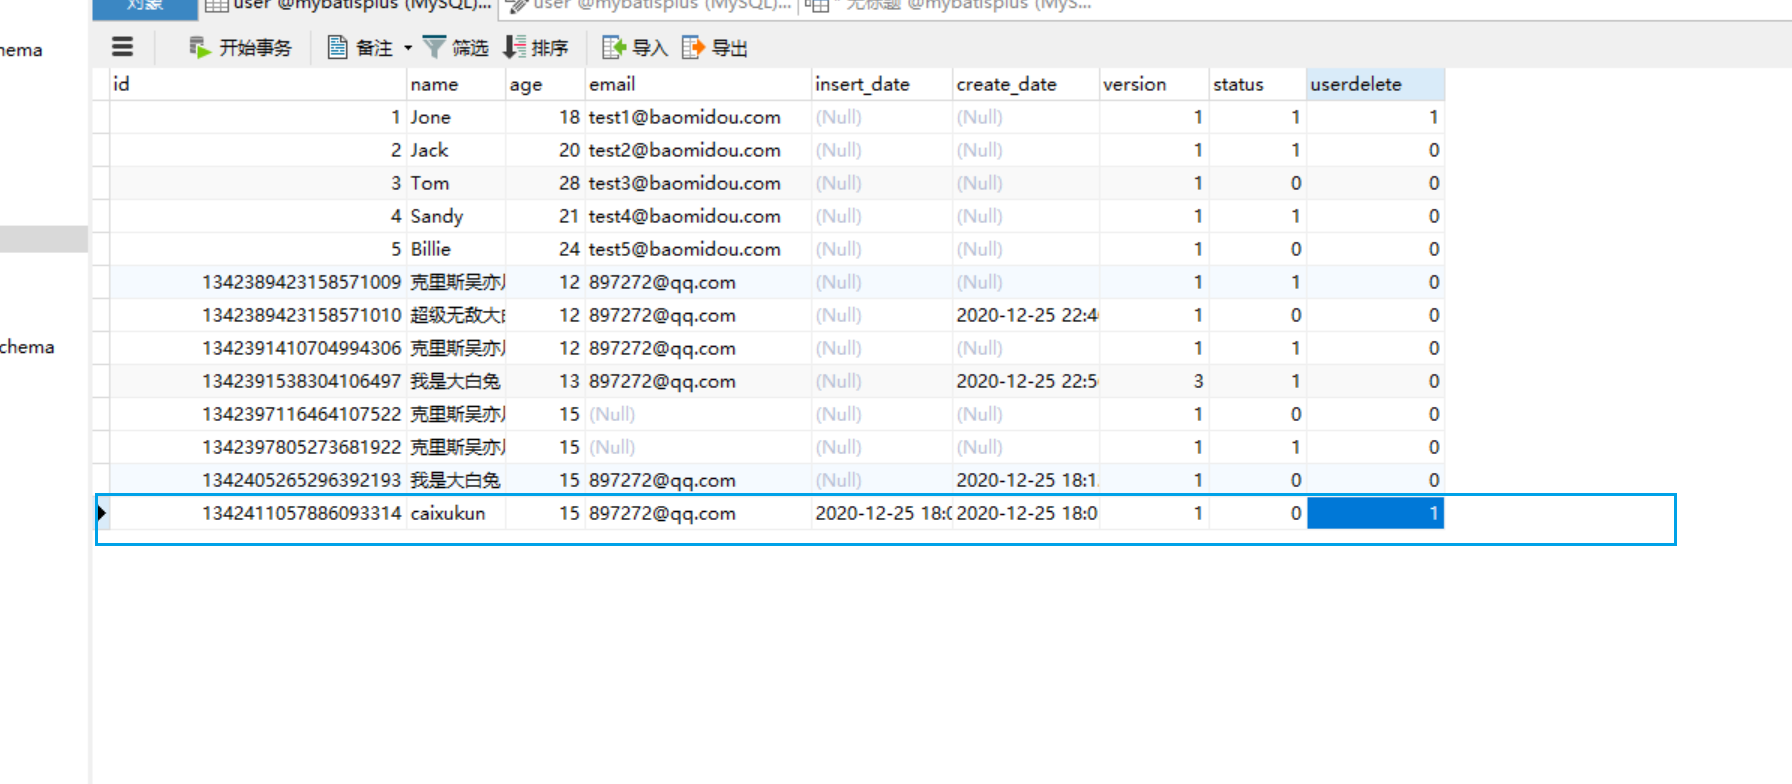 对象 user @mybatisplus (MySQL)... user @mybatisplus (MySQL)... 无标题 @mybatisplus (MyS...
hema
开始事务 备注 筛选 排序 导入 导出
id name age email insert_date create_date version status userdelete
1 Jone 18 test1@baomidou.com (Null) (Null) 1 1 1
2 Jack 20 test2@baomidou.com (Null) (Null) 1 1 0
3 Tom 28 test3@baomidou.com (Null) (Null) 1 0 0
4 Sandy 21 test4@baomidou.com (Null) (Null) 1 1 0
5 Billie 24 test5@baomidou.com (Null) (Null) 1 0 0
1342389423158571009 克里斯吴亦 12 897272@qq.com (Null) (Null) 1 1 0
1342389423158571010 超级无敌大 12 897272@qq.com (Null) 2020-12-25 22:4 1 0 0
chema
1342391410704994306 克里斯吴亦 12 897272@qq.com (Null) (Null) 1 1 0
1342391538304106497 我是大白兔 13 897272@qq.com (Null) 2020-12-25 22:5 3 1 0
1342397116464107522 克里斯吴亦 15 (Null) (Null) (Null) 1 0 0
1342397805273681922 克里斯吴亦 15 (Null) (Null) (Null) 1 1 0
1342405265296392193 我是大白兔 15 897272@qq.com (Null) 2020-12-25 18:1 1 0 0
1342411057886093314 caixukun 15 897272@qq.com 2020-12-25 18:0 2020-12-25 18:0 1 0 1